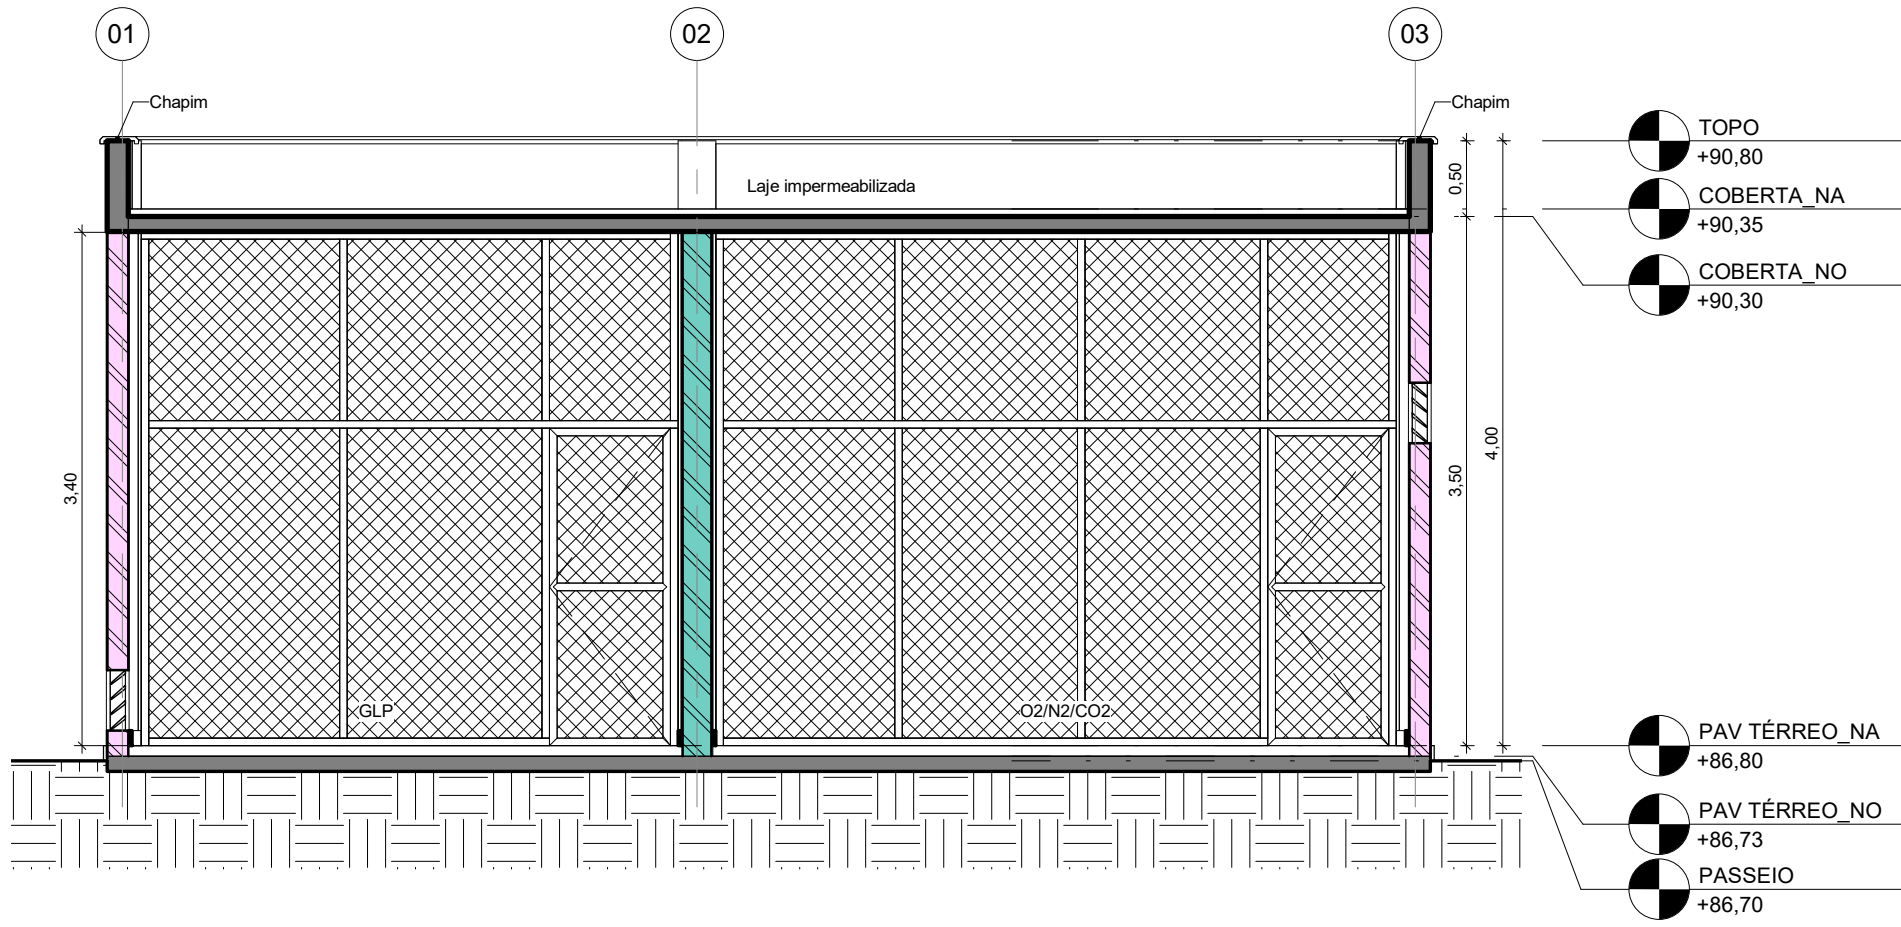 01
02
03
Chapim
Chapim
TOPO
+90,80
0,50
Laje impermeabilizada
COBERTA_NA
+90,35
COBERTA_NO
+90,30
3,40
3,50
4,00
GLP
O2/N2/CO2
PAV TÉRREO_NA
+86,80
PAV TÉRREO_NO
+86,73
PASSEIO
+86,70